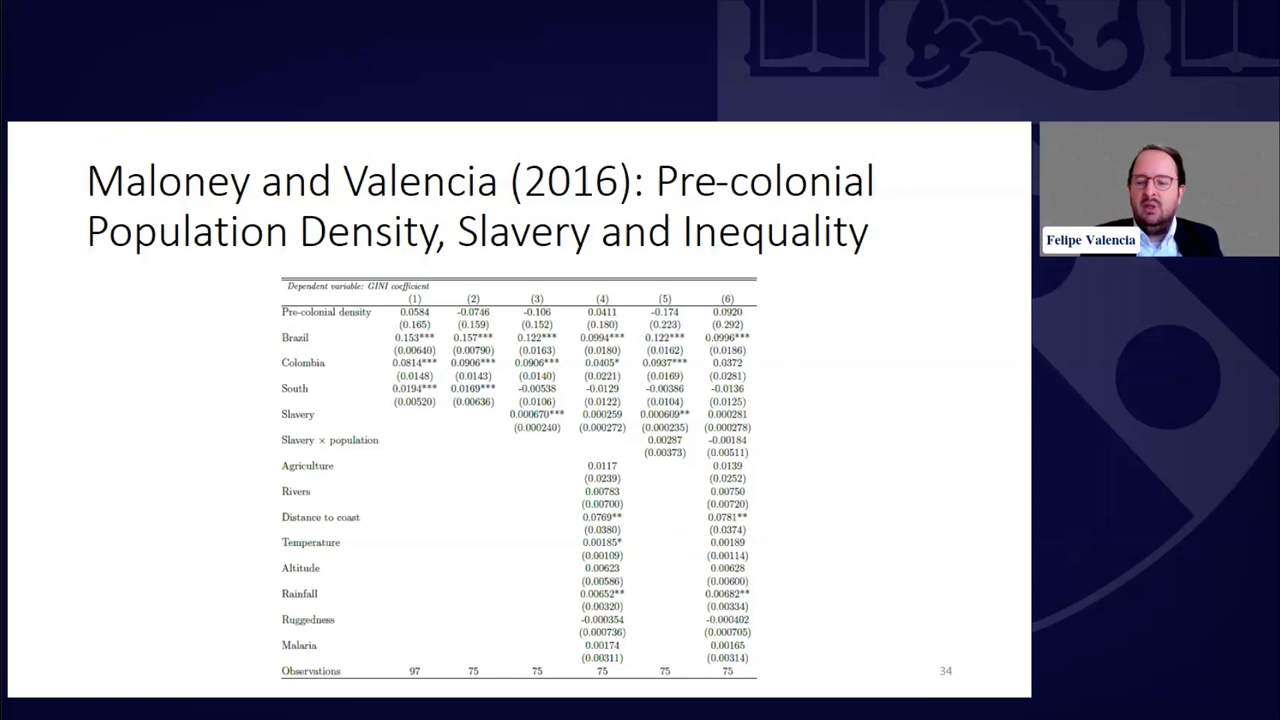 Maloney and Valencia (2016): Pre-colonial
Population Density, Slavery and Inequality
Felipe Valencia
Dependent variable: GINI coefficient
(1) (2) (3) (4) (5) (6)
Pre-colonial density 0.0584 -0.0746 -0.106 0.0411 -0.174 0.0920
(0.165) (0.159) (0.152) (0.180) (0.223) (0.292)
Brazil 0.153*** 0.157*** 0.122*** 0.0994*** 0.122*** 0.0996***
(0.00640) (0.00790) (0.0163) (0.0180) (0.0162) (0.0186)
Colombia 0.0814*** 0.0906*** 0.0906*** 0.0405* 0.0937*** 0.0372
(0.0148) (0.0143) (0.0140) (0.0221) (0.0169) (0.0281)
South 0.0194*** 0.0169*** -0.00538 -0.0129 -0.00386 -0.0136
(0.00520) (0.00636) (0.0106) (0.0122) (0.0104) (0.0125)
Slavery 0.000670*** 0.000259 0.000609** 0.000281
(0.000240) (0.000272) (0.000235) (0.000278)
Slavery × population 0.00287 -0.00184
(0.00373) (0.00511)
Agriculture 0.0117 0.0139
(0.0239) (0.0252)
Rivers 0.00783 0.00750
(0.00700) (0.00720)
Distance to coast 0.0769** 0.0781**
(0.0380) (0.0374)
Temperature 0.00185* 0.00189
(0.00109) (0.00114)
Altitude 0.00623 0.00628
(0.00586) (0.00600)
Rainfall 0.00652** 0.00682**
(0.00320) (0.00334)
Ruggedness -0.000354 -0.000402
(0.000736) (0.000705)
Malaria 0.00174 0.00165
(0.00311) (0.00314)
Observations 97 75 75 75 75 75
34